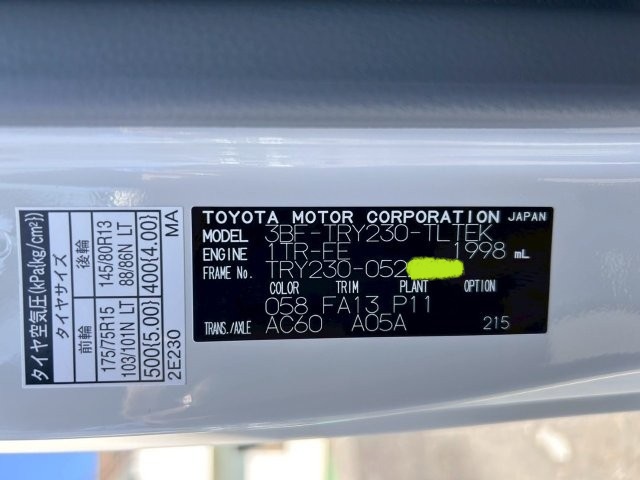 タイヤ空気圧(kPa{kg/cm²})
タイヤサイズ
前輪 後輪
175/75R15 145/80R13
103/101N LT 88/86N LT
500{5.00} 400{4.00}
2E230 MA
TOYOTA MOTOR CORPORATION JAPAN
MODEL 3BF-TRY230-TLTEK
ENGINE 1TR-FE 1998 mL
FRAME NO. TRY230-052
COLOR TRIM PLANT OPTION
058 FA13 P11
TRANS./AXLE AC60 A05A 215